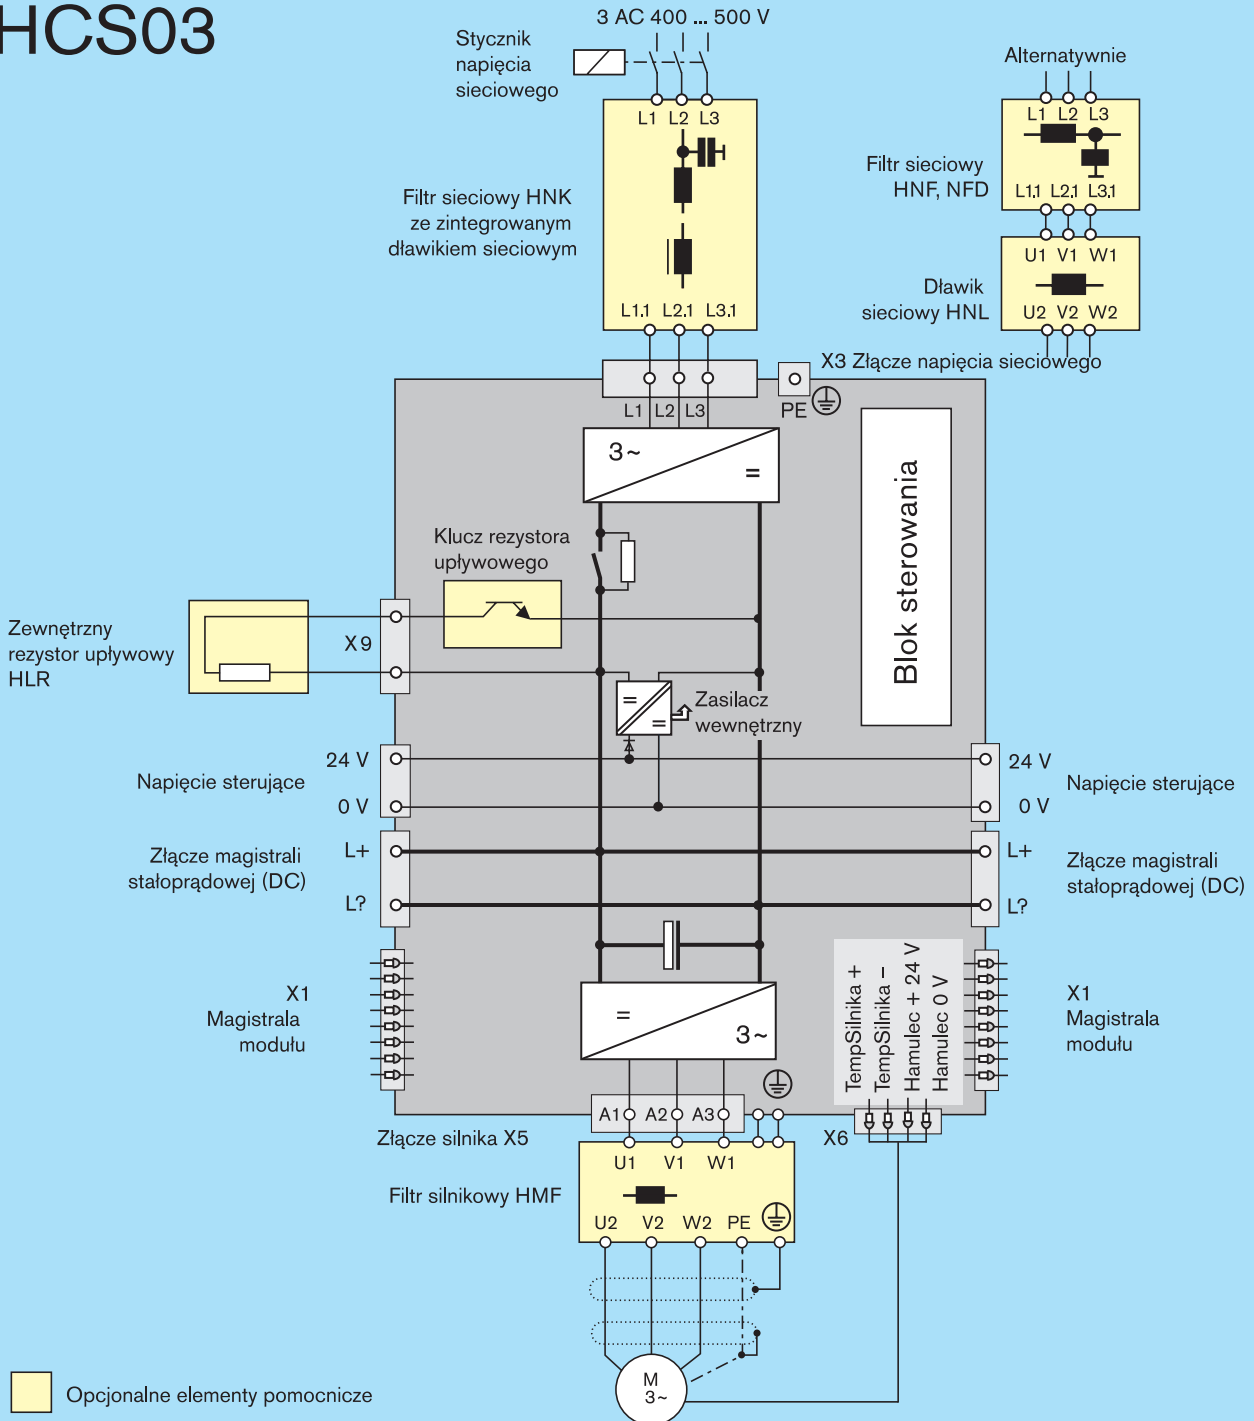 HCS03
3 AC 400 ... 500 V
Stycznik
napięcia
sieciowego
Alternatywnie
L1 L2 L3
L1 L2 L3
Filtr sieciowy
HNF, NFD
L1.1 L2.1 L3.1
Filtr sieciowy HNK
ze zintegrowanym
dławikiem sieciowym
U1 V1 W1
Dławik
sieciowy HNL
U2 V2 W2
L1.1 L2.1 L3.1
X3 Złącze napięcia sieciowego
L1 L2 L3
PE
3~
=
Blok sterowania
Klucz rezystora
upływowego
Zewnętrzny
rezystor upływowy
HLR
X9
=
=
Zasilacz
wewnętrzny
24 V
Napięcie sterujące
0 V
24 V
Napięcie sterujące
0 V
L+
Złącze magistrali
stałoprądowej (DC)
L?
L+
Złącze magistrali
stałoprądowej (DC)
L?
X1
Magistrala
modułu
TempSilnika +
TempSilnika –
Hamulec + 24 V
Hamulec 0 V
X1
Magistrala
modułu
=
3~
A1 A2 A3
Złącze silnika X5
X6
U1 V1 W1
Filtr silnikowy HMF
U2 V2 W2 PE
M
3~
Opcjonalne elementy pomocnicze